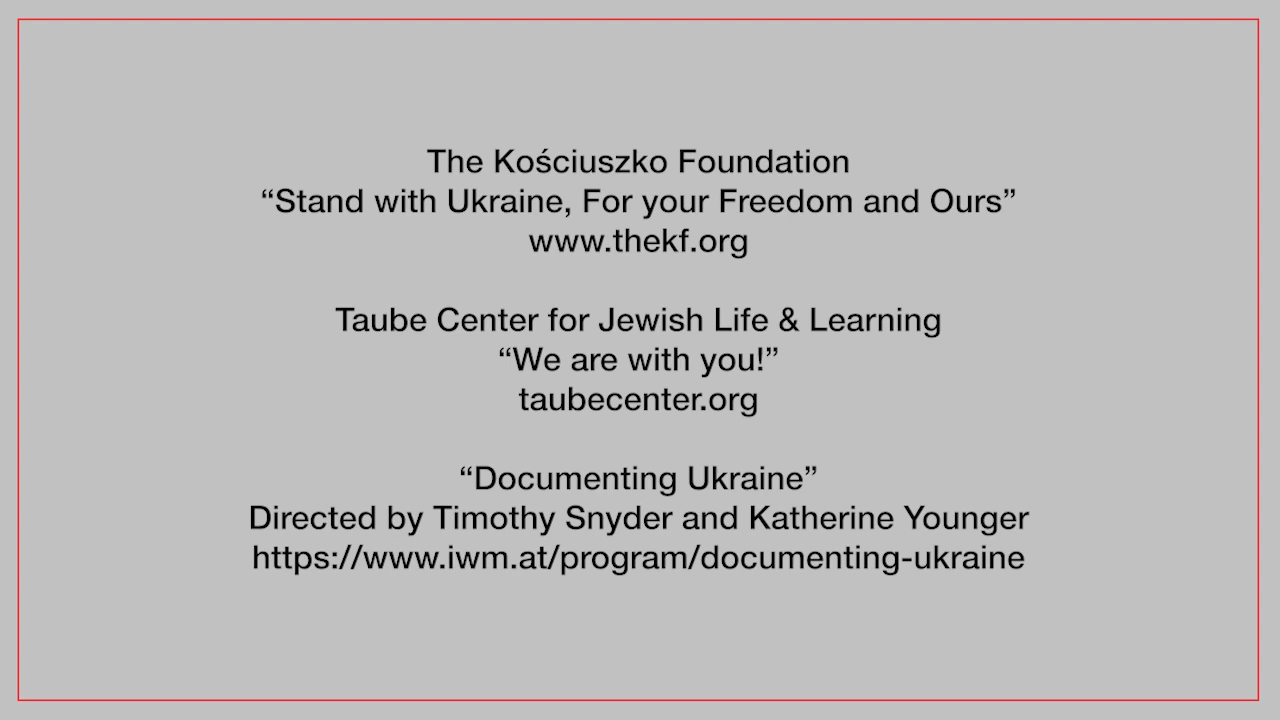 The Kościuszko Foundation
“Stand with Ukraine, For your Freedom and Ours”
www.thekf.org
Taube Center for Jewish Life & Learning
“We are with you!”
taubecenter.org
“Documenting Ukraine”
Directed by Timothy Snyder and Katherine Younger
https://www.iwm.at/program/documenting-ukraine